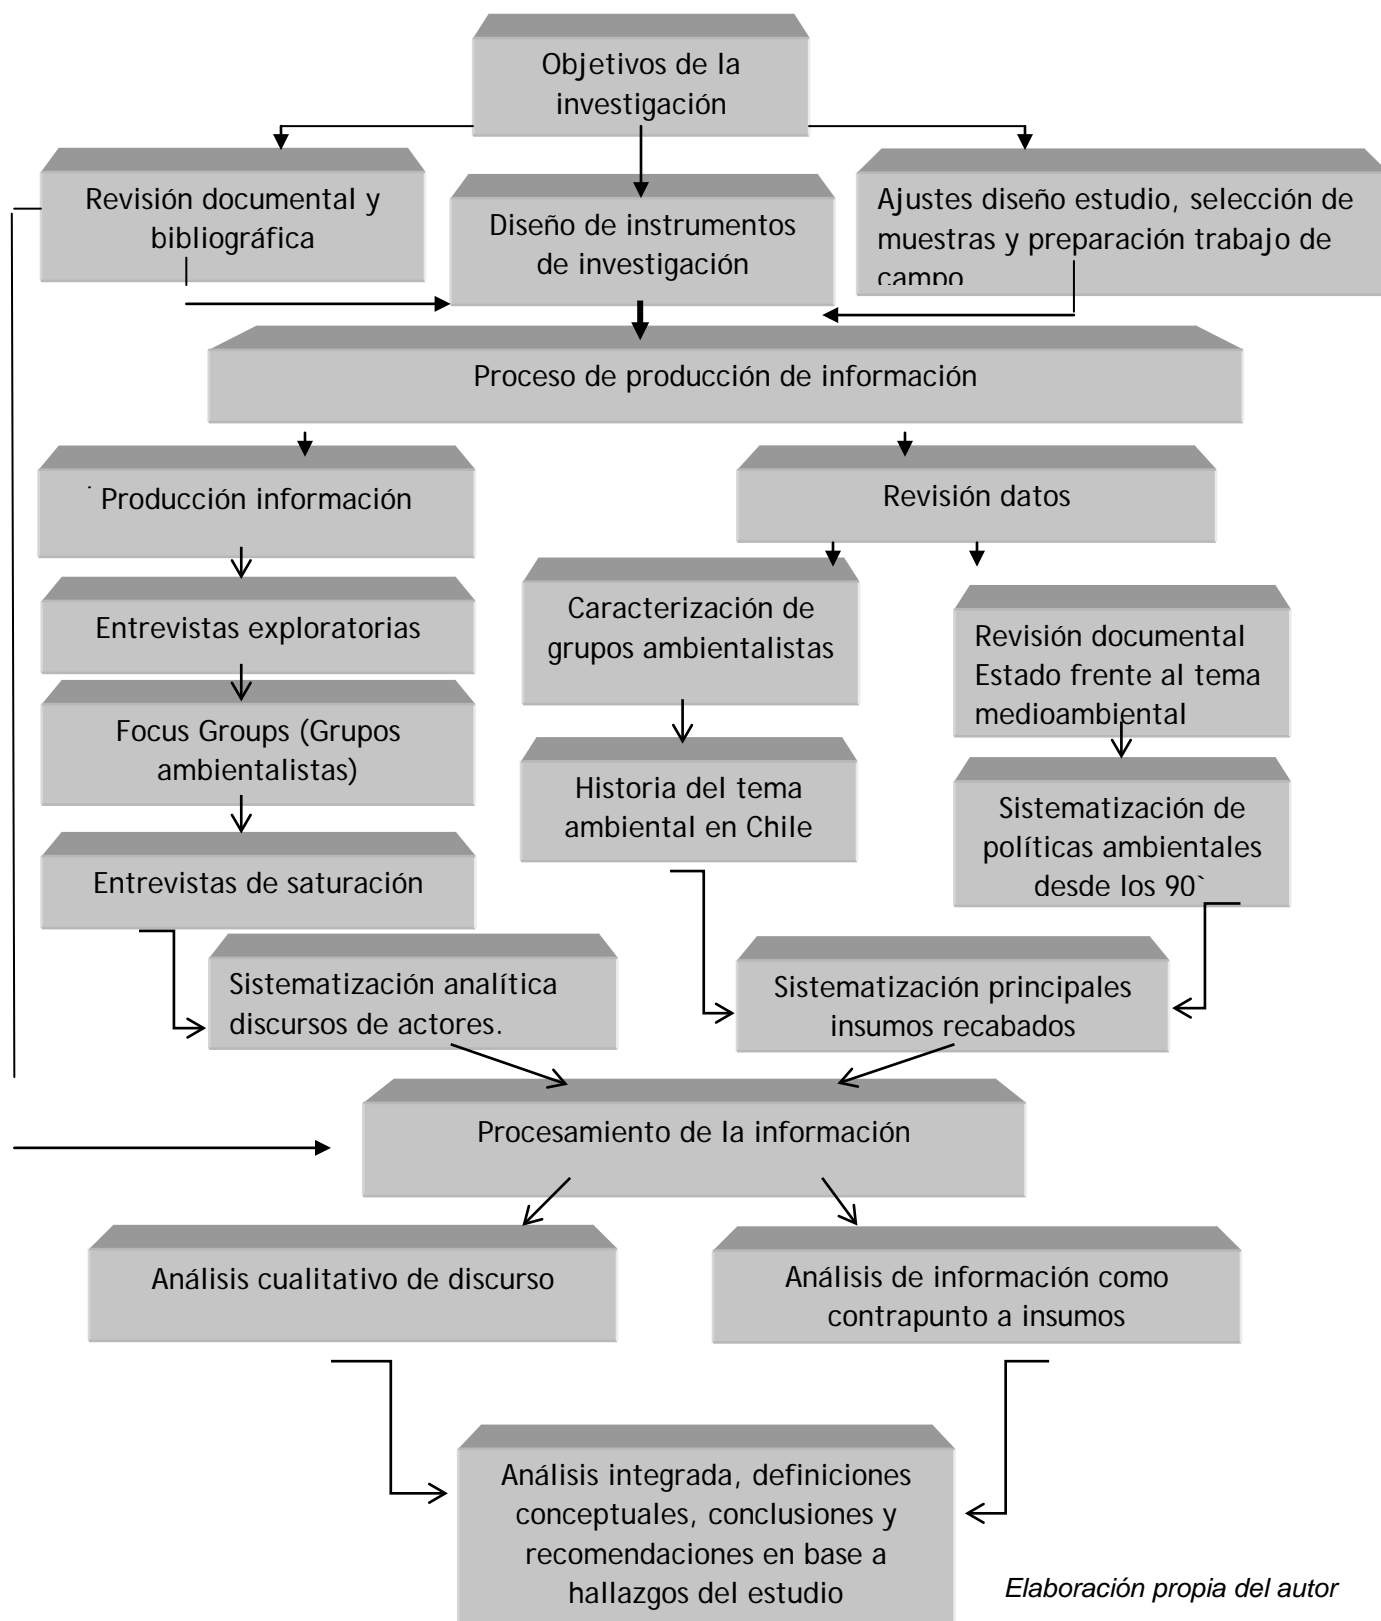 Objetivos de la
investigación
Revisión documental y
bibliográfica
Diseño de instrumentos
de investigación
Ajustes diseño estudio, selección de
muestras y preparación trabajo de
campo
Proceso de producción de información
Producción información
Revisión datos
Entrevistas exploratorias
Focus Groups (Grupos
ambientalistas)
Entrevistas de saturación
Caracterización de
grupos ambientalistas
Historia del tema
ambiental en Chile
Revisión documental
Estado frente al tema
medioambiental
Sistematización de
políticas ambientales
desde los 90`
Sistematización analítica
discursos de actores.
Sistematización principales
insumos recabados
Procesamiento de la información
Análisis cualitativo de discurso
Análisis de información como
contrapunto a insumos
Análisis integrada, definiciones
conceptuales, conclusiones y
recomendaciones en base a
hallazgos del estudio
Elaboración propia del autor